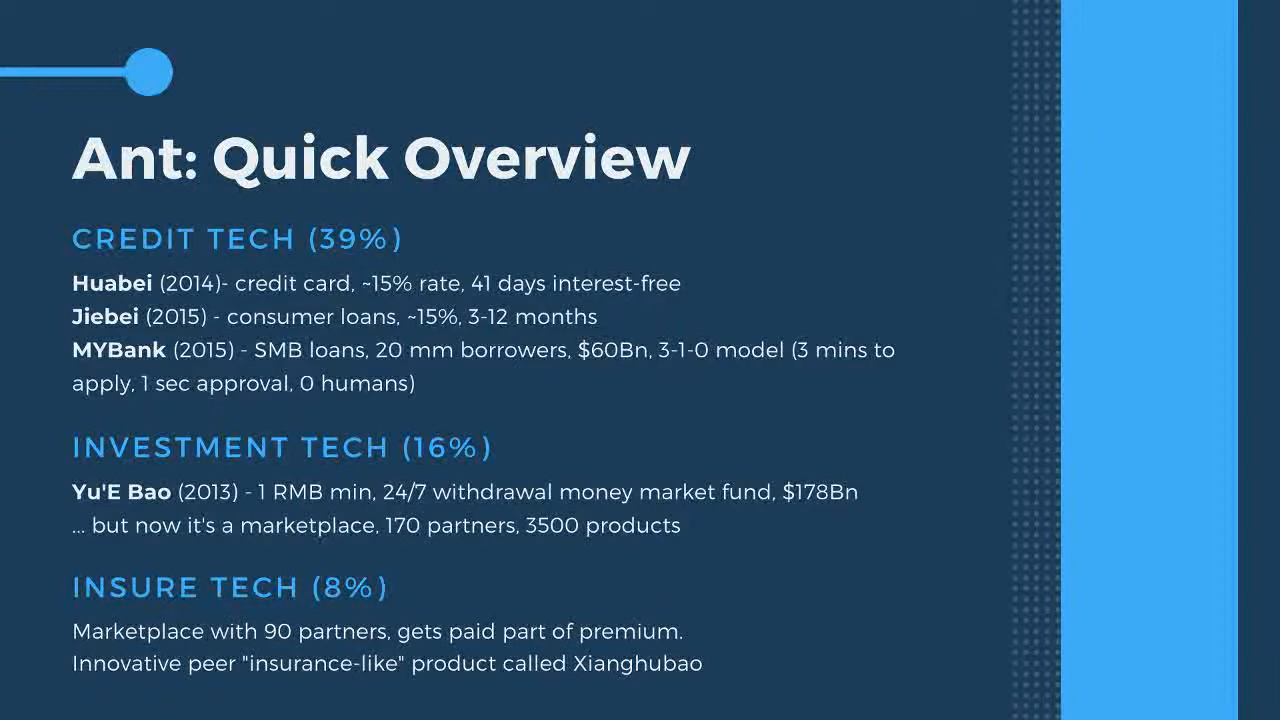 Ant: Quick Overview
CREDIT TECH (39%)
Huabei (2014)- credit card, ~15% rate, 41 days interest-free
Jiebei (2015) - consumer loans, ~15%, 3-12 months
MYBank (2015) - SMB loans, 20 mm borrowers, $60Bn, 3-1-0 model (3 mins to
apply, 1 sec approval, 0 humans)
INVESTMENT TECH (16%)
Yu'E Bao (2013) - 1 RMB min, 24/7 withdrawal money market fund, $178Bn
... but now it's a marketplace, 170 partners, 3500 products
INSURE TECH (8%)
Marketplace with 90 partners, gets paid part of premium.
Innovative peer "insurance-like" product called Xianghubao